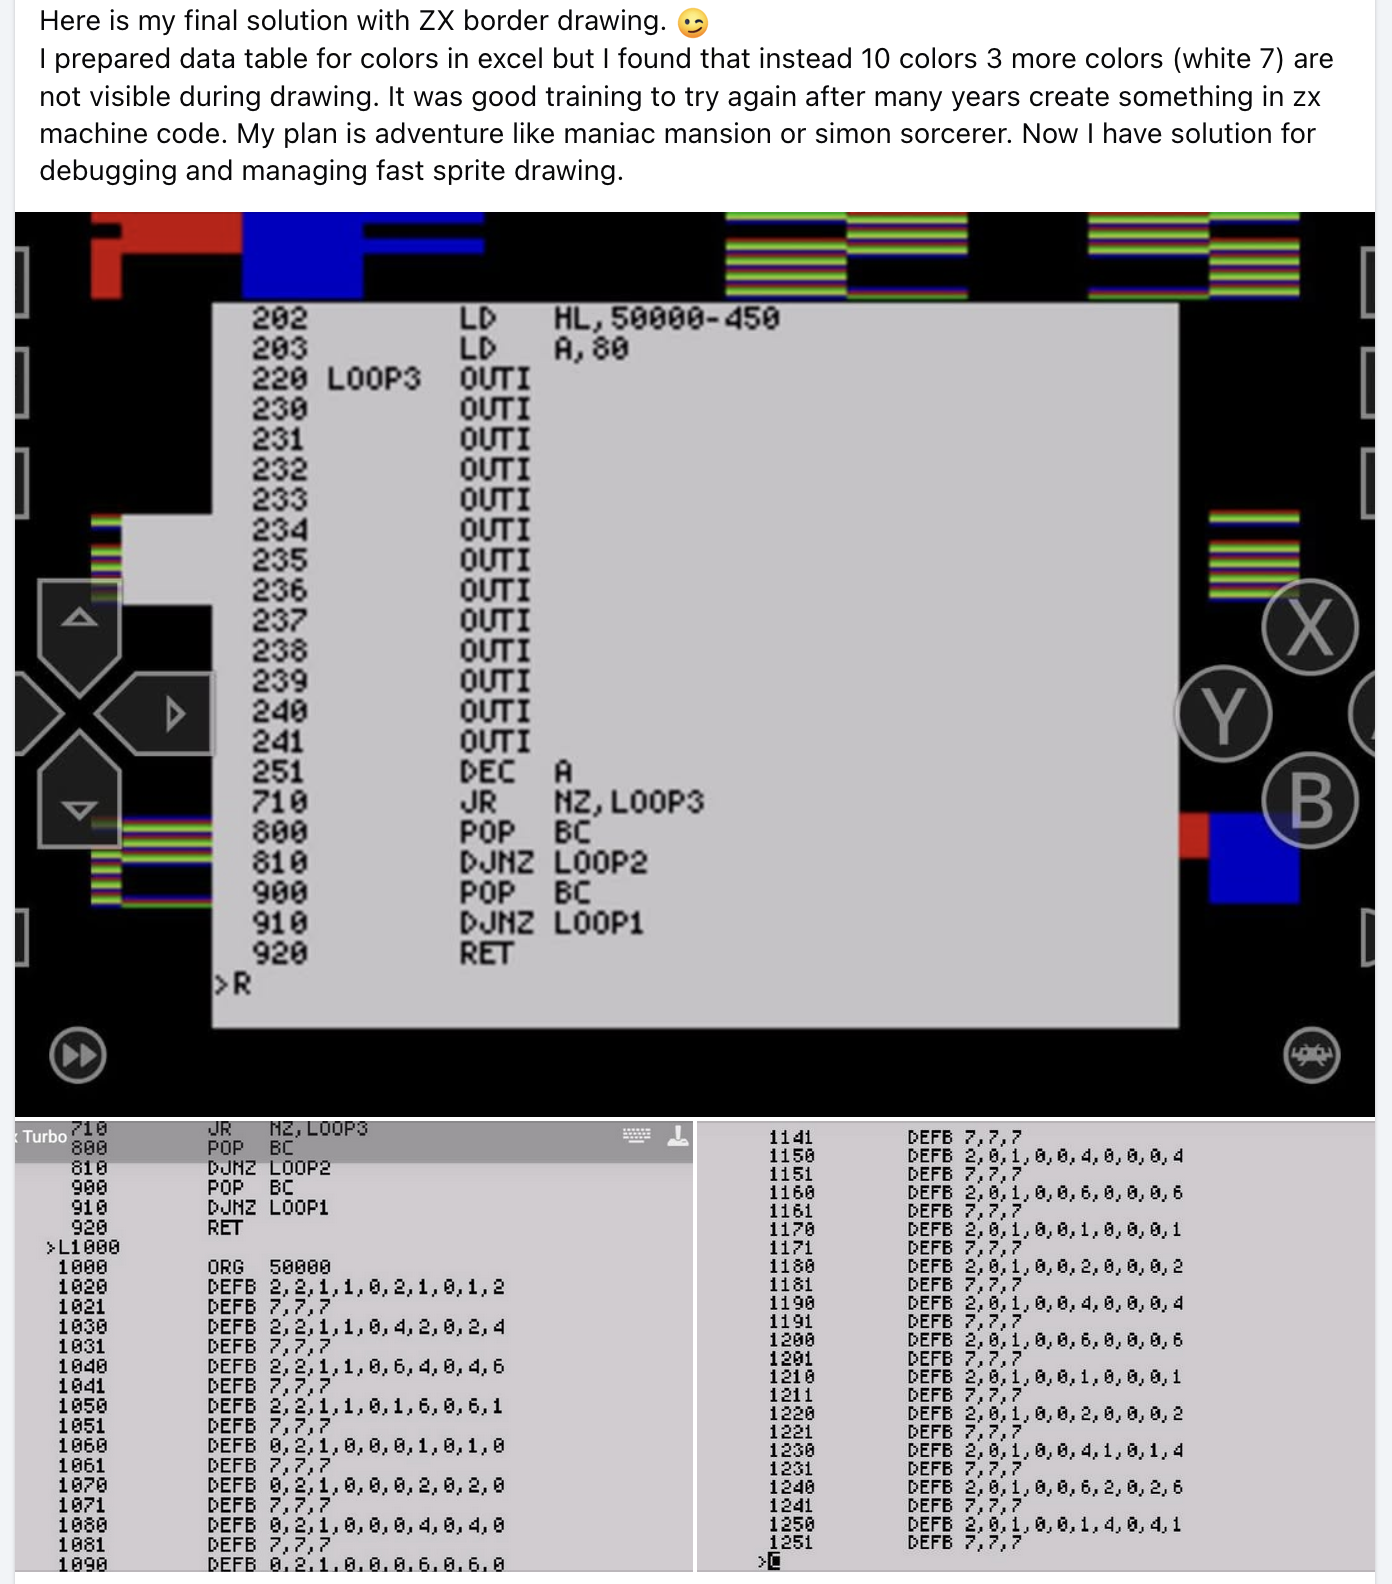 Here is my final solution with ZX border drawing. 😉
I prepared data table for colors in excel but I found that instead 10 colors 3 more colors (white 7) are
not visible during drawing. It was good training to try again after many years create something in zx
machine code. My plan is adventure like maniac mansion or simon sorcerer. Now I have solution for
debugging and managing fast sprite drawing.
202 LD HL,50000-450
203 LD A,80
220 LOOP3 OUTI
230 OUTI
231 OUTI
232 OUTI
233 OUTI
234 OUTI
235 OUTI
236 OUTI
237 OUTI
238 OUTI
239 OUTI
240 OUTI
241 OUTI
251 DEC A
710 JR NZ,LOOP3
800 POP BC
810 DJNZ LOOP2
900 POP BC
910 DJNZ LOOP1
920 RET
>R
X
Y
B
Turbo
710 JR NZ,LOOP3
800 POP BC
810 DJNZ LOOP2
900 POP BC
910 DJNZ LOOP1
920 RET
>L1000
1000 ORG 50000
1020 DEFB 2,2,1,1,0,2,1,0,1,2
1021 DEFB 7,7,7
1030 DEFB 2,2,1,1,0,4,2,0,2,4
1031 DEFB 7,7,7
1040 DEFB 2,2,1,1,0,6,4,0,4,6
1041 DEFB 7,7,7
1050 DEFB 2,2,1,1,0,1,6,0,6,1
1051 DEFB 7,7,7
1060 DEFB 0,2,1,0,0,0,1,0,1,0
1061 DEFB 7,7,7
1070 DEFB 0,2,1,0,0,0,2,0,2,0
1071 DEFB 7,7,7
1080 DEFB 0,2,1,0,0,0,4,0,4,0
1081 DEFB 7,7,7
1090 DEFB 0,2,1,0,0,0,6,0,6,0
1141 DEFB 7,7,7
1150 DEFB 2,0,1,0,0,4,0,0,0,4
1151 DEFB 7,7,7
1160 DEFB 2,0,1,0,0,6,0,0,0,6
1161 DEFB 7,7,7
1170 DEFB 2,0,1,0,0,1,0,0,0,1
1171 DEFB 7,7,7
1180 DEFB 2,0,1,0,0,2,0,0,0,2
1181 DEFB 7,7,7
1190 DEFB 2,0,1,0,0,4,0,0,0,4
1191 DEFB 7,7,7
1200 DEFB 2,0,1,0,0,6,0,0,0,6
1201 DEFB 7,7,7
1210 DEFB 2,0,1,0,0,1,0,0,0,1
1211 DEFB 7,7,7
1220 DEFB 2,0,1,0,0,2,0,0,0,2
1221 DEFB 7,7,7
1230 DEFB 2,0,1,0,0,4,1,0,1,4
1231 DEFB 7,7,7
1240 DEFB 2,0,1,0,0,6,2,0,2,6
1241 DEFB 7,7,7
1250 DEFB 2,0,1,0,0,1,4,0,4,1
1251 DEFB 7,7,7
>C